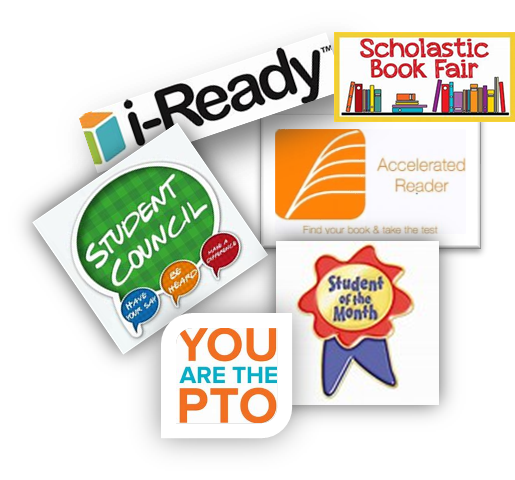 i-Ready™
Scholastic
Book Fair
Accelerated
Reader
Find your book & take the test
STUDENT
COUNCIL
HAVE
YOUR SAY
BE
HEARD
MAKE A
DIFFERENCE
Student
of the
Month
YOU
ARE THE
PTO